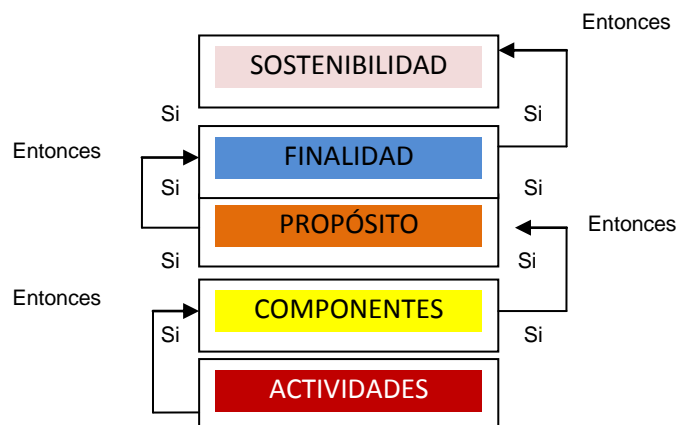 Entonces
SOSTENIBILIDAD
Si
Si
Entonces
FINALIDAD
Si
Si
PROPÓSITO
Entonces
Si
Si
Entonces
COMPONENTES
Si
Si
ACTIVIDADES